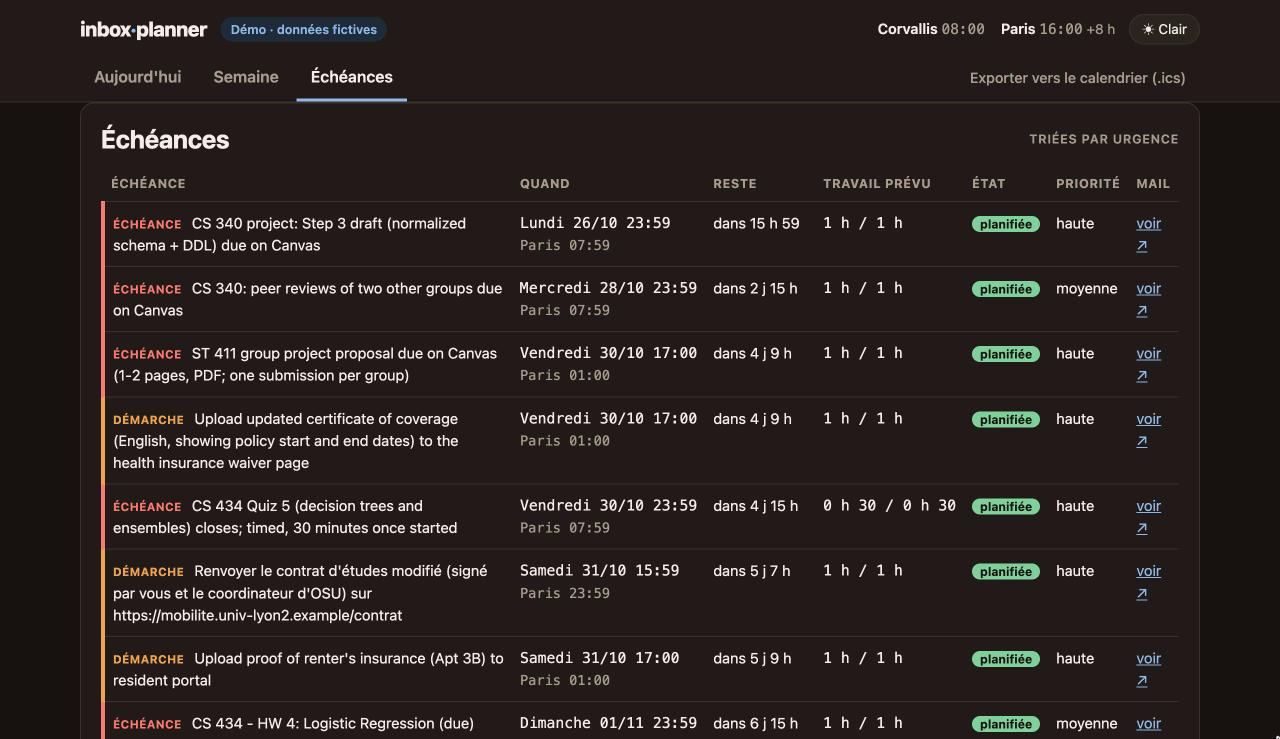 inbox·planner
Démo · données fictives
Corvallis 08:00 Paris 16:00 +8 h
☀ Clair
Aujourd'hui Semaine Échéances
Exporter vers le calendrier (.ics)
Échéances
TRIÉES PAR URGENCE
ÉCHÉANCE QUAND RESTE TRAVAIL PRÉVU ÉTAT PRIORITÉ MAIL
ÉCHÉANCE CS 340 project: Step 3 draft (normalized Lundi 26/10 23:59 dans 15 h 59 1 h / 1 h planifiée haute voir
schema + DDL) due on Canvas Paris 07:59 ↗
ÉCHÉANCE CS 340: peer reviews of two other groups due Mercredi 28/10 23:59 dans 2 j 15 h 1 h / 1 h planifiée moyenne voir
on Canvas Paris 07:59 ↗
ÉCHÉANCE ST 411 group project proposal due on Canvas Vendredi 30/10 17:00 dans 4 j 9 h 1 h / 1 h planifiée haute voir
(1-2 pages, PDF; one submission per group) Paris 01:00 ↗
DÉMARCHE Upload updated certificate of coverage Vendredi 30/10 17:00 dans 4 j 9 h 1 h / 1 h planifiée haute voir
(English, showing policy start and end dates) to the Paris 01:00 ↗
health insurance waiver page
ÉCHÉANCE CS 434 Quiz 5 (decision trees and Vendredi 30/10 23:59 dans 4 j 15 h 0 h 30 / 0 h 30 planifiée haute voir
ensembles) closes; timed, 30 minutes once started Paris 07:59 ↗
DÉMARCHE Renvoyer le contrat d'études modifié (signé Samedi 31/10 15:59 dans 5 j 7 h 1 h / 1 h planifiée haute voir
par vous et le coordinateur d'OSU) sur Paris 23:59 ↗
https://mobilite.univ-lyon2.example/contrat
DÉMARCHE Upload proof of renter's insurance (Apt 3B) to Samedi 31/10 17:00 dans 5 j 9 h 1 h / 1 h planifiée haute voir
resident portal Paris 01:00 ↗
ÉCHÉANCE CS 434 - HW 4: Logistic Regression (due) Dimanche 01/11 23:59 dans 6 j 15 h 1 h / 1 h planifiée moyenne voir